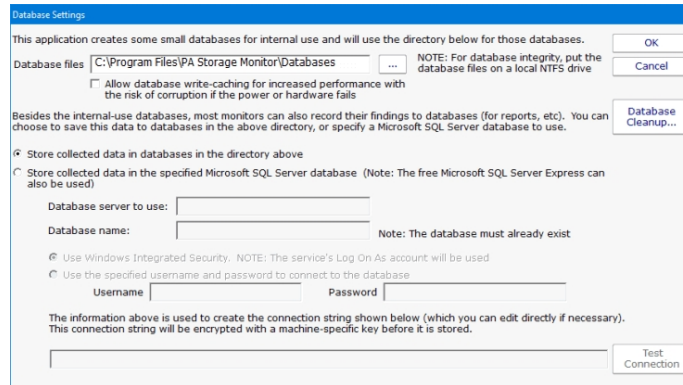 Database Settings
This application creates some small databases for internal use and will use the directory below for those databases.
OK
Database files C:\Program Files\PA Storage Monitor\Databases ... NOTE: For database integrity, put the
database files on a local NTFS drive
Cancel
Allow database write-caching for increased performance with
the risk of corruption if the power or hardware fails
Besides the internal-use databases, most monitors can also record their findings to databases (for reports, etc). You can
choose to save this data to databases in the above directory, or specify a Microsoft SQL Server database to use.
Database
Cleanup...
Store collected data in databases in the directory above
Store collected data in the specified Microsoft SQL Server database (Note: The free Microsoft SQL Server Express can
also be used)
Database server to use:
Database name: Note: The database must already exist
Use Windows Integrated Security. NOTE: The service's Log On As account will be used
Use the specified username and password to connect to the database
Username Password
The information above is used to create the connection string shown below (which you can edit directly if necessary).
This connection string will be encrypted with a machine-specific key before it is stored.
Test
Connection